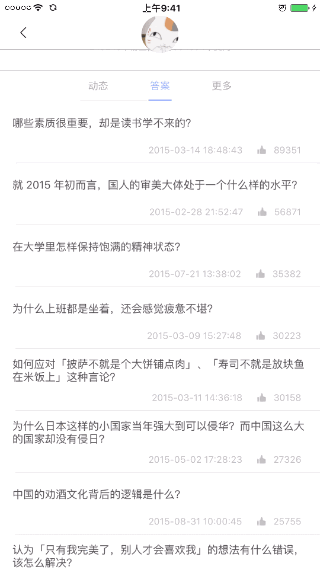 上午9:41
动态 答案 更多
哪些素质很重要，却是读书学不来的？
2015-03-14 18:48:43 89351
就 2015 年初而言，国人的审美大体处于一个什么样的水平？
2015-02-28 21:52:47 56871
在大学里怎样保持饱满的精神状态？
2015-07-21 13:38:02 35382
为什么上班都是坐着，还会感觉疲惫不堪？
2015-03-09 15:27:48 30223
如何应对「披萨不就是个大饼铺点肉」、「寿司不就是放块鱼
在米饭上」这种言论？
2015-03-11 14:36:18 30158
为什么日本这样的小国家当年强大到可以侵华？而中国这么大
的国家却没有侵日？
2015-05-02 17:28:23 27326
中国的劝酒文化背后的逻辑是什么？
2015-08-31 10:00:45 25755
认为「只有我完美了，别人才会喜欢我」的想法有什么错误，
该怎么解决？